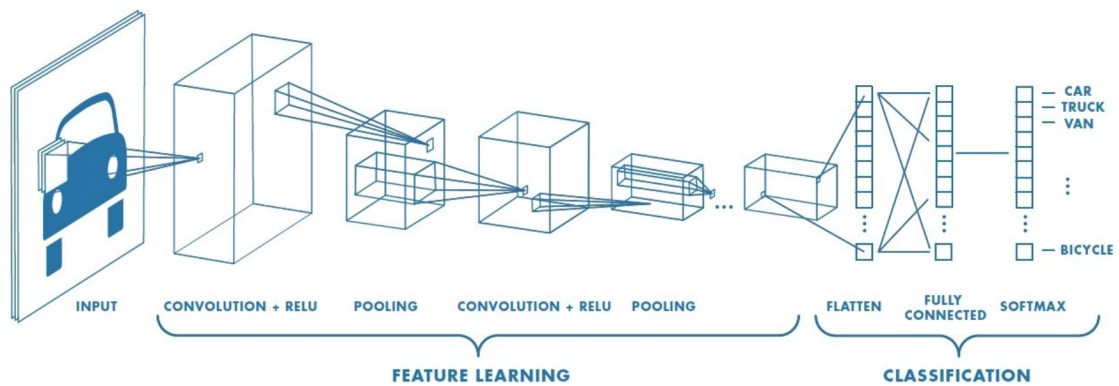 CAR
TRUCK
VAN
BICYCLE
INPUT
CONVOLUTION + RELU
POOLING
CONVOLUTION + RELU
POOLING
FLATTEN
FULLY
CONNECTED
SOFTMAX
FEATURE LEARNING
CLASSIFICATION